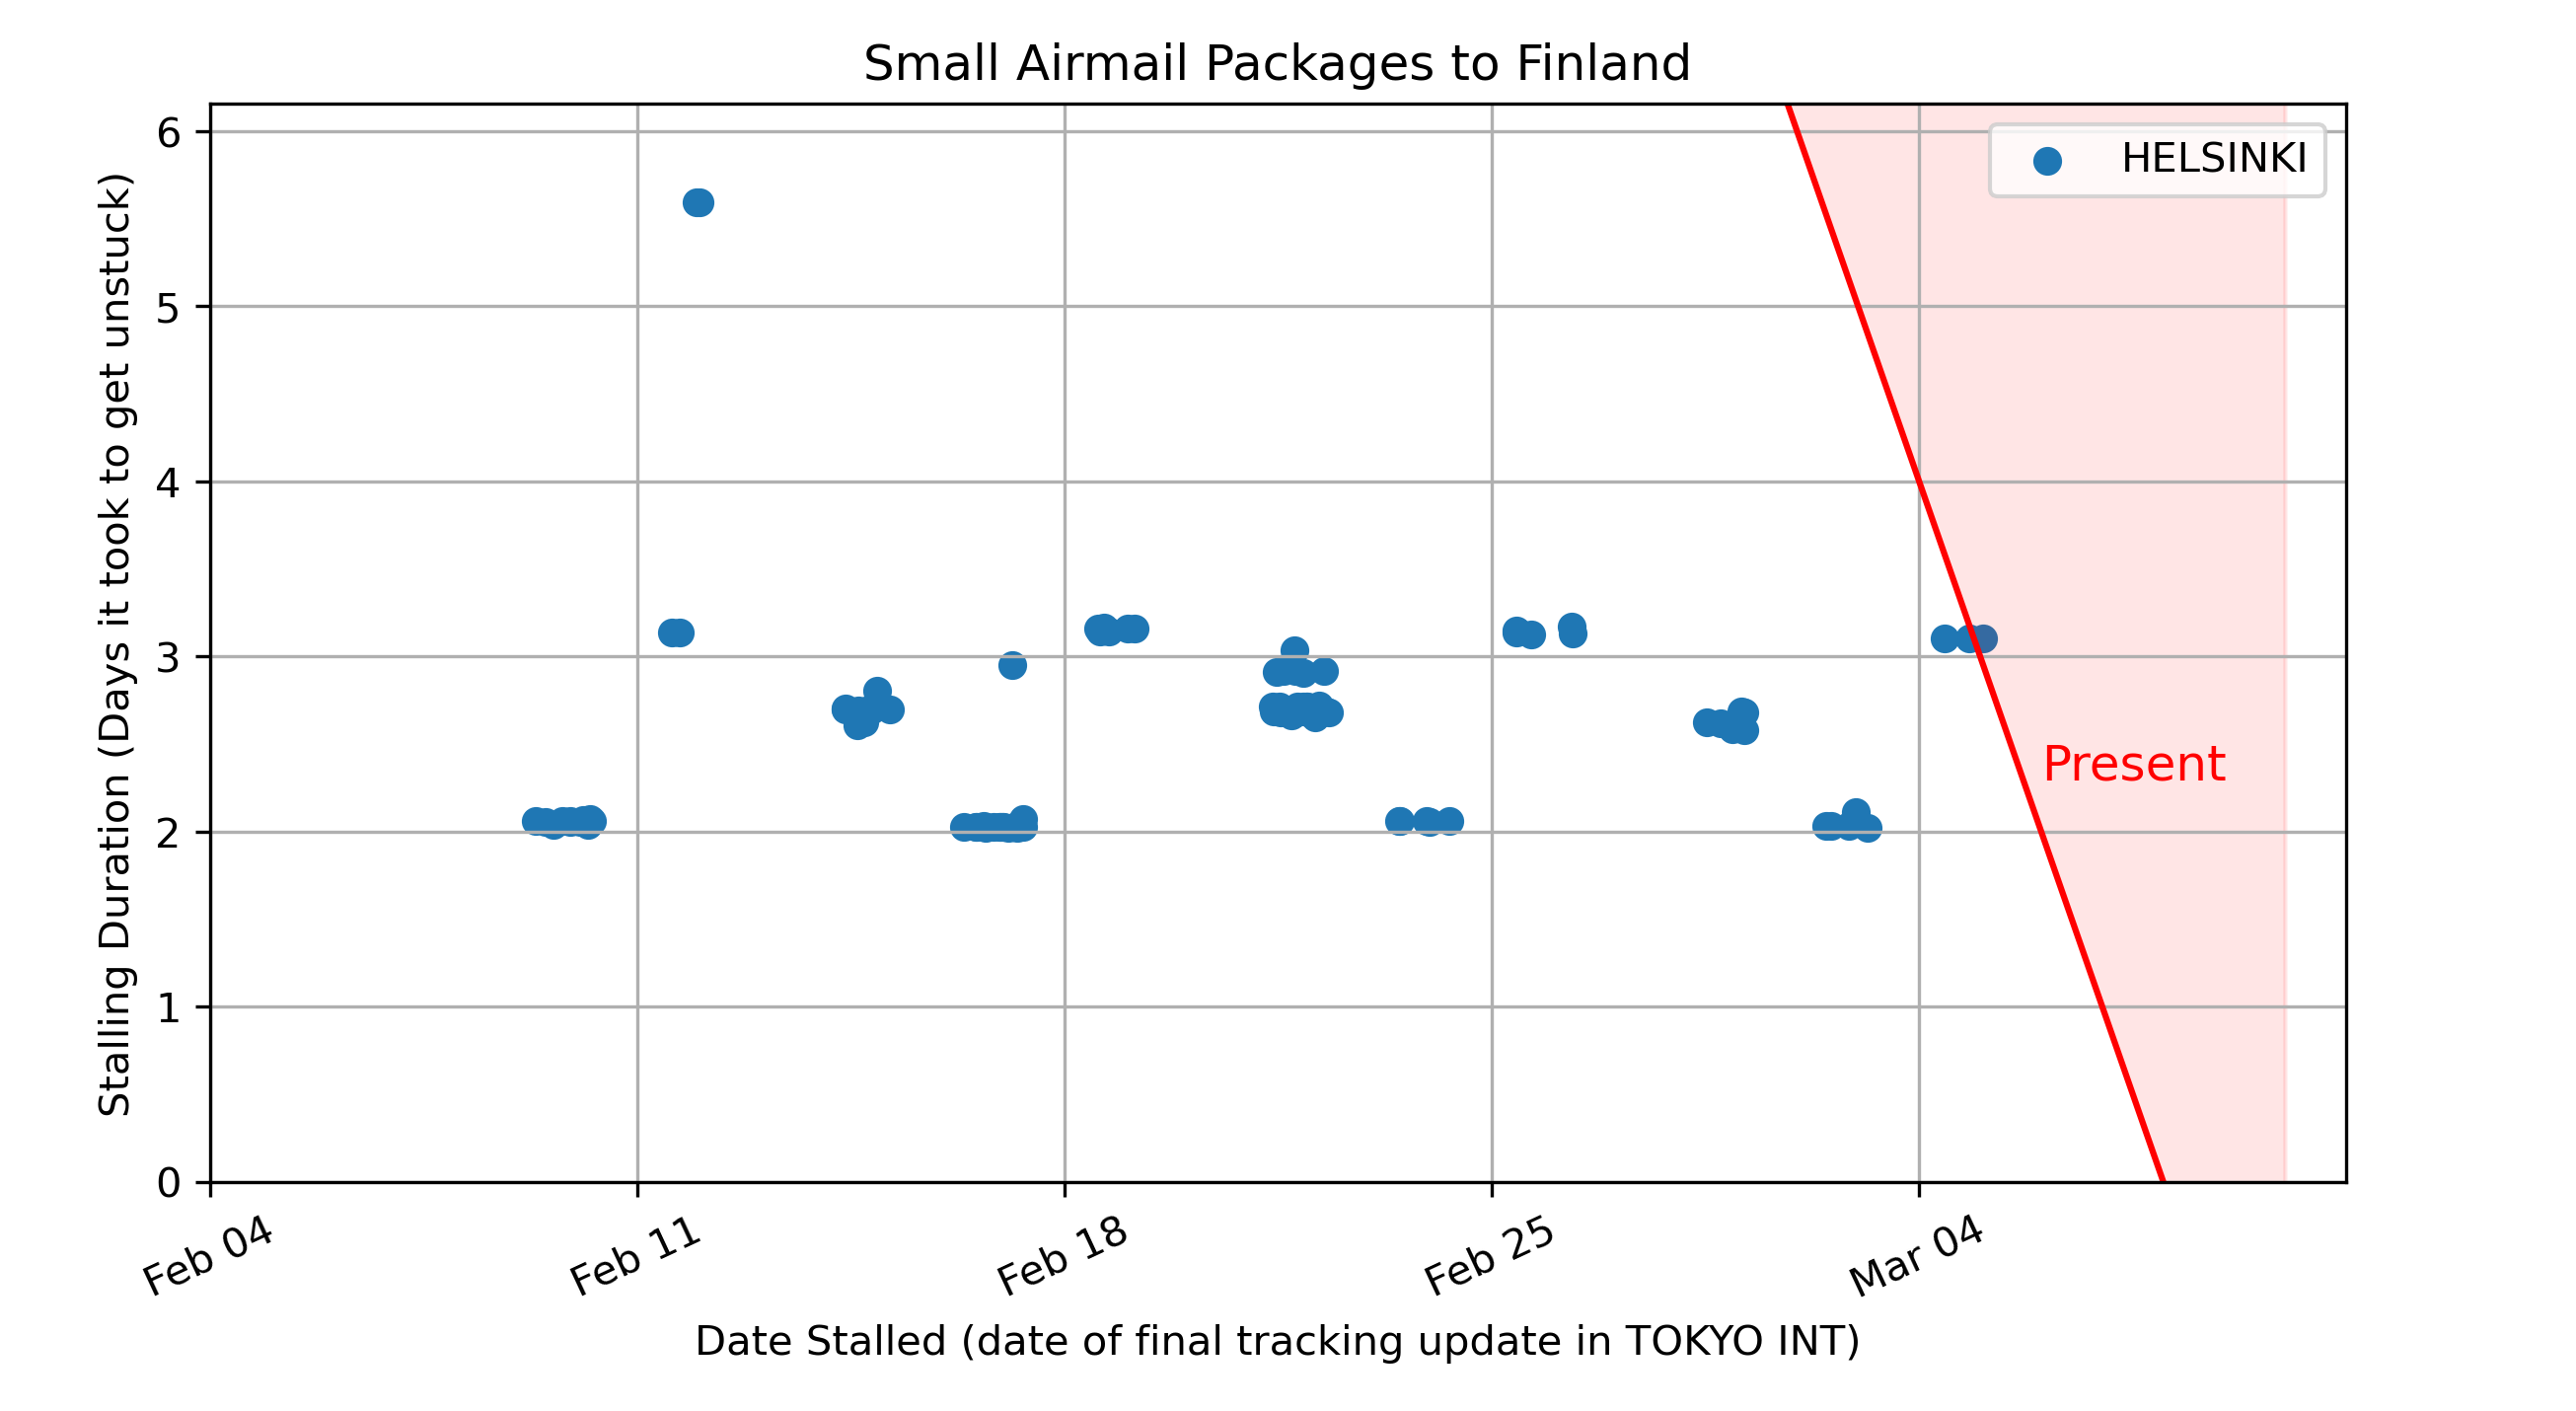 Small Airmail Packages to Finland
Stalling Duration (Days it took to get unstuck)
6
5
4
3
2
1
0
HELSINKI
Present
Feb 04
Feb 11
Feb 18
Feb 25
Mar 04
Date Stalled (date of final tracking update in TOKYO INT)